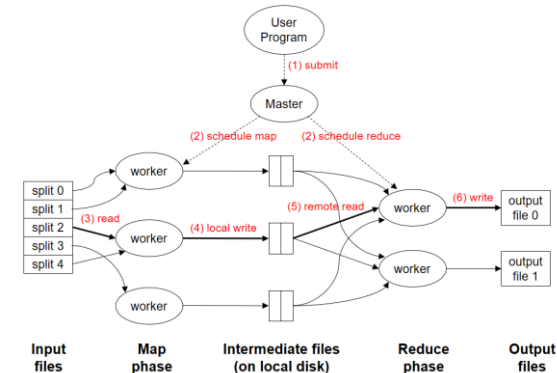 User
Program
(1) submit
Master
(2) schedule map
(2) schedule reduce
worker
split 0
split 1
split 2
split 3
split 4
(3) read
worker
(4) local write
(5) remote read
worker
(6) write
output
file 0
worker
output
file 1
worker
Input
files
Map
phase
Intermediate files
(on local disk)
Reduce
phase
Output
files